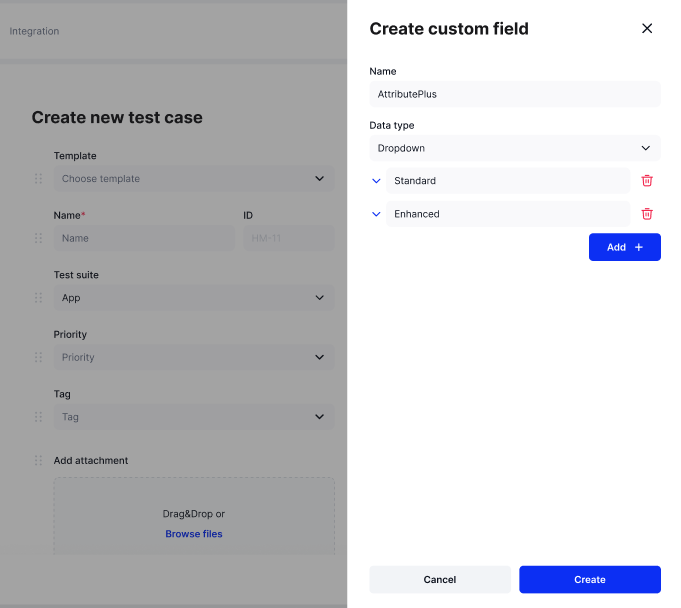 Integration
Create new test case
Template
Choose template
Name*
ID
Name
HM-11
Test suite
App
Priority
Priority
Tag
Tag
Add attachment
Drag&Drop or
Browse files
Create custom field
Name
AttributePlus
Data type
Dropdown
Standard
Enhanced
Add +
Cancel
Create